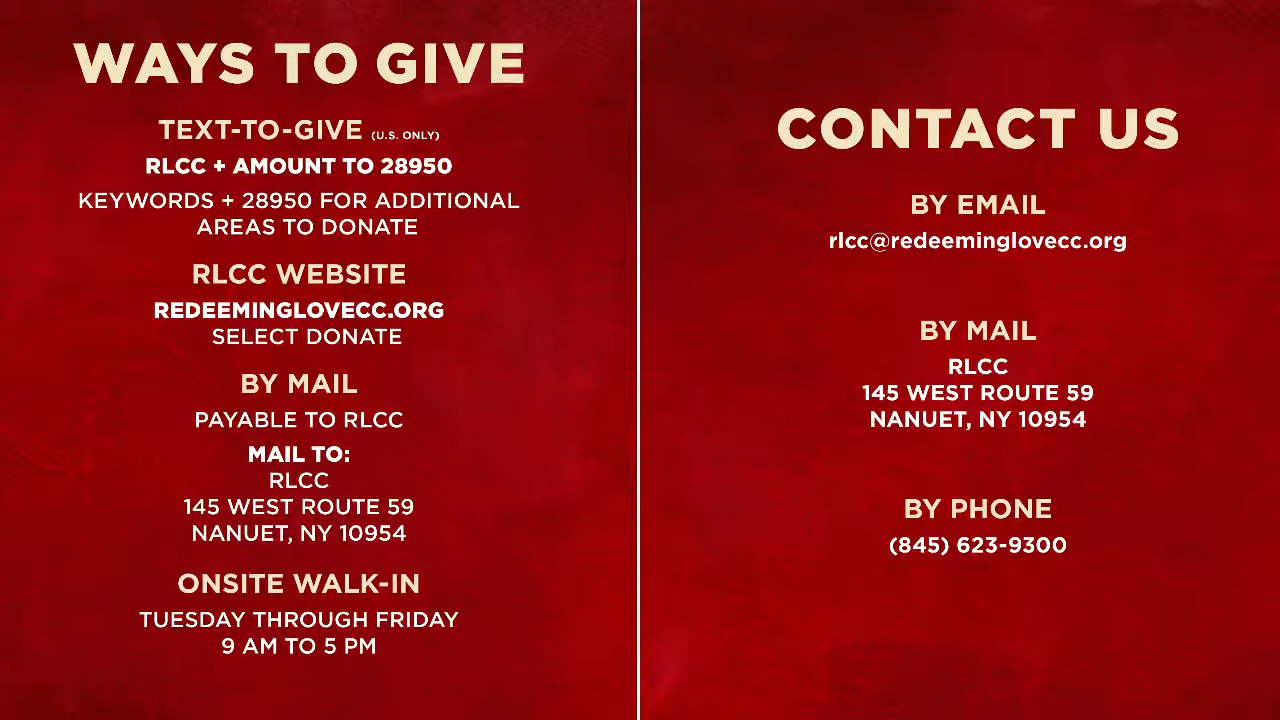 WAYS TO GIVE
TEXT-TO-GIVE (U.S. ONLY)
RLCC + AMOUNT TO 28950
KEYWORDS + 28950 FOR ADDITIONAL
AREAS TO DONATE
RLCC WEBSITE
REDEEMINGLOVECC.ORG
SELECT DONATE
BY MAIL
PAYABLE TO RLCC
MAIL TO:
RLCC
145 WEST ROUTE 59
NANUET, NY 10954
ONSITE WALK-IN
TUESDAY THROUGH FRIDAY
9 AM TO 5 PM
CONTACT US
BY EMAIL
rlcc@redeeminglovecc.org
BY MAIL
RLCC
145 WEST ROUTE 59
NANUET, NY 10954
BY PHONE
(845) 623-9300